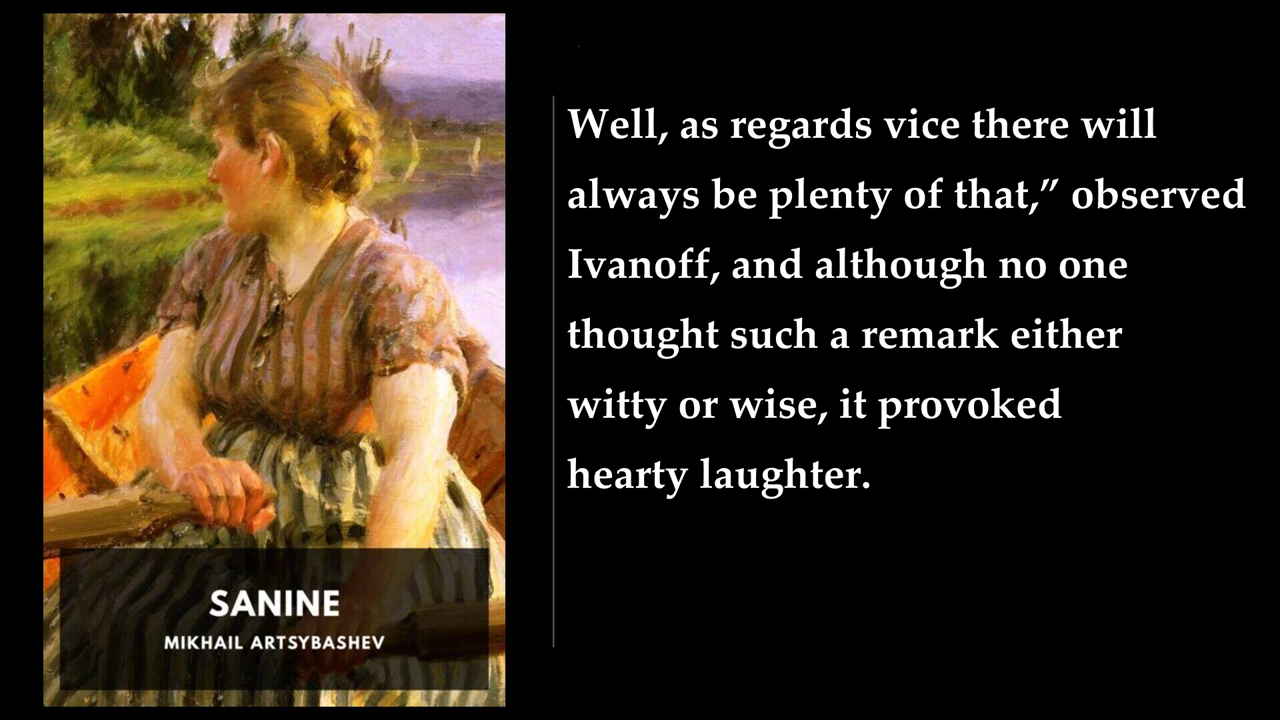 SANINE
MIKHAIL ARTSYBASHEV
Well, as regards vice there will
always be plenty of that,” observed
Ivanoff, and although no one
thought such a remark either
witty or wise, it provoked
hearty laughter.